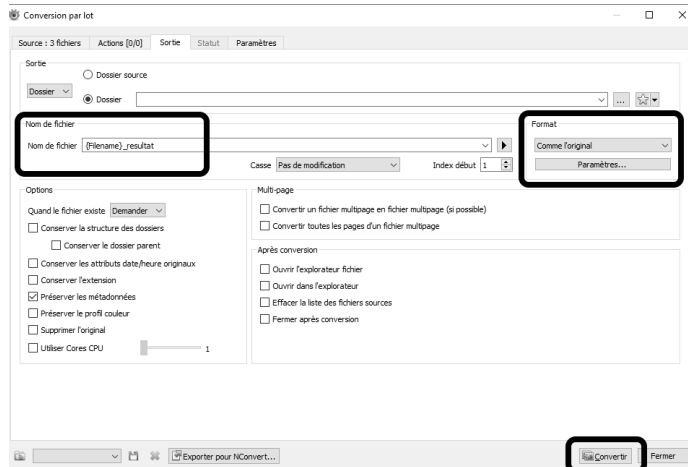 Conversion par lot
Source : 3 fichiers Actions [0/0] Sortie Statut Paramètres
Sortie
Dossier source
Dossier
Dossier ...
Nom de fichier
Nom de fichier {Filename}_resultat
Casse Pas de modification Index début 1
Format
Comme l'original
Paramètres...
Options
Quand le fichier existe Demander
Conserver la structure des dossiers
Conserver le dossier parent
Conserver les attributs date/heure originaux
Conserver l'extension
Préserver les métadonnées
Préserver le profil couleur
Supprimer l'original
Utiliser Cores CPU 1
Multi-page
Convertir un fichier multipage en fichier multipage (si possible)
Convertir toutes les pages d'un fichier multipage
Après conversion
Ouvrir l'explorateur fichier
Ouvrir dans l'explorateur
Effacer la liste des fichiers sources
Fermer après conversion
Exporter pour NConvert... Convertir Fermer